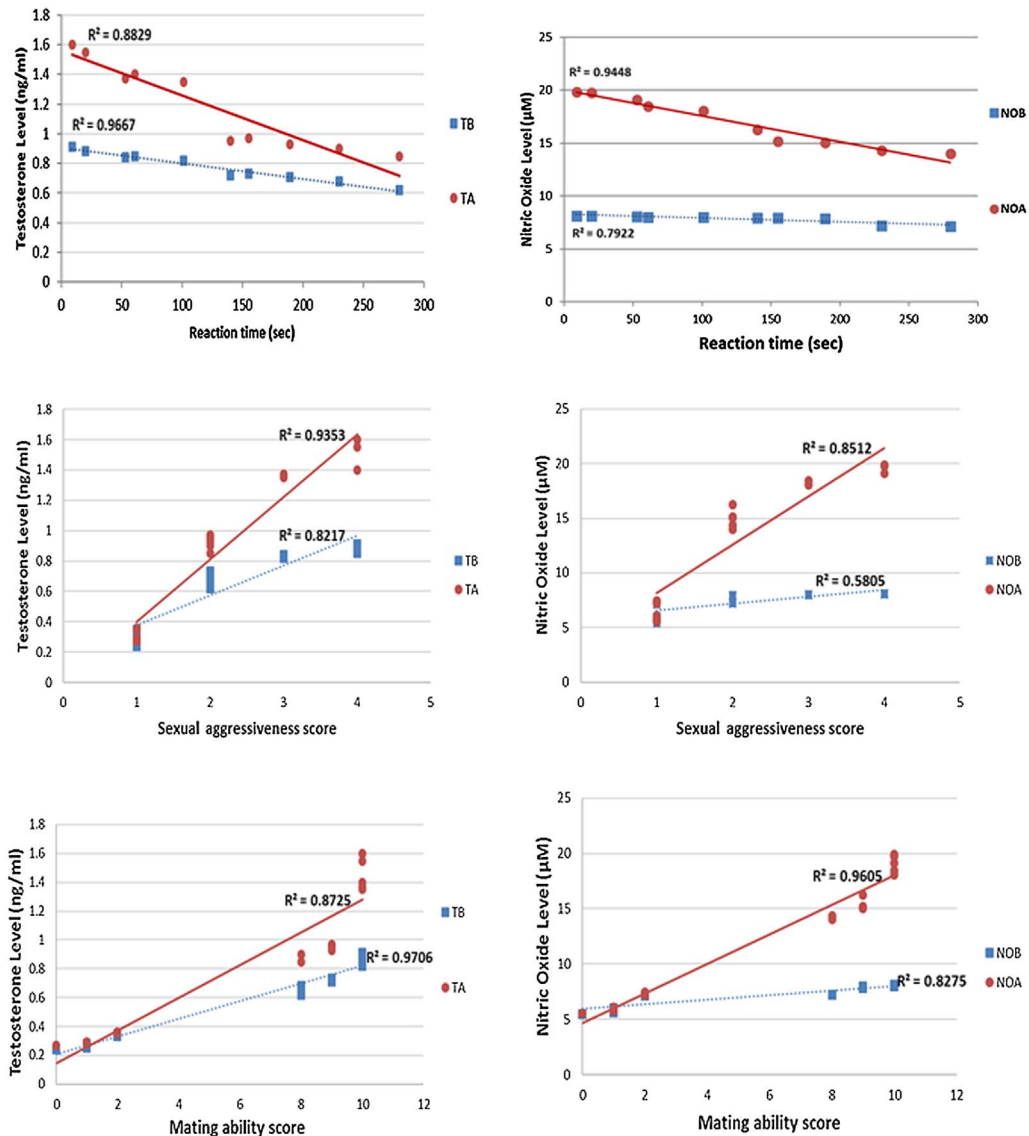 Testosterone Level (ng/ml)
1.8
1.6
1.4
1.2
1
0.8
0.6
0.4
0.2
0
R² = 0.8829
R² = 0.9667
0 50 100 150 200 250 300
Reaction time (sec)
TB
TA
Nitric Oxide Level (µM)
25
20
15
10
5
0
R² = 0.9448
R² = 0.7922
0 50 100 150 200 250 300
Reaction time (sec)
NOB
NOA
Testosterone Level (ng/ml)
1.8
1.6
1.4
1.2
1
0.8
0.6
0.4
0.2
0
R² = 0.9353
R² = 0.8217
0 1 2 3 4 5
Sexual aggressiveness score
TB
TA
Nitric Oxide Level (µM)
25
20
15
10
5
0
R² = 0.8512
R² = 0.5805
0 1 2 3 4 5
Sexual aggressiveness score
NOB
NOA
Testosterone Level (ng/ml)
1.8
1.6
1.4
1.2
1
0.8
0.6
0.4
0.2
0
R² = 0.8725
R² = 0.9706
0 2 4 6 8 10 12
Mating ability score
TB
TA
Nitric Oxide Level (µM)
25
20
15
10
5
0
R² = 0.9605
R² = 0.8275
0 2 4 6 8 10 12
Mating ability score
NOB
NOA